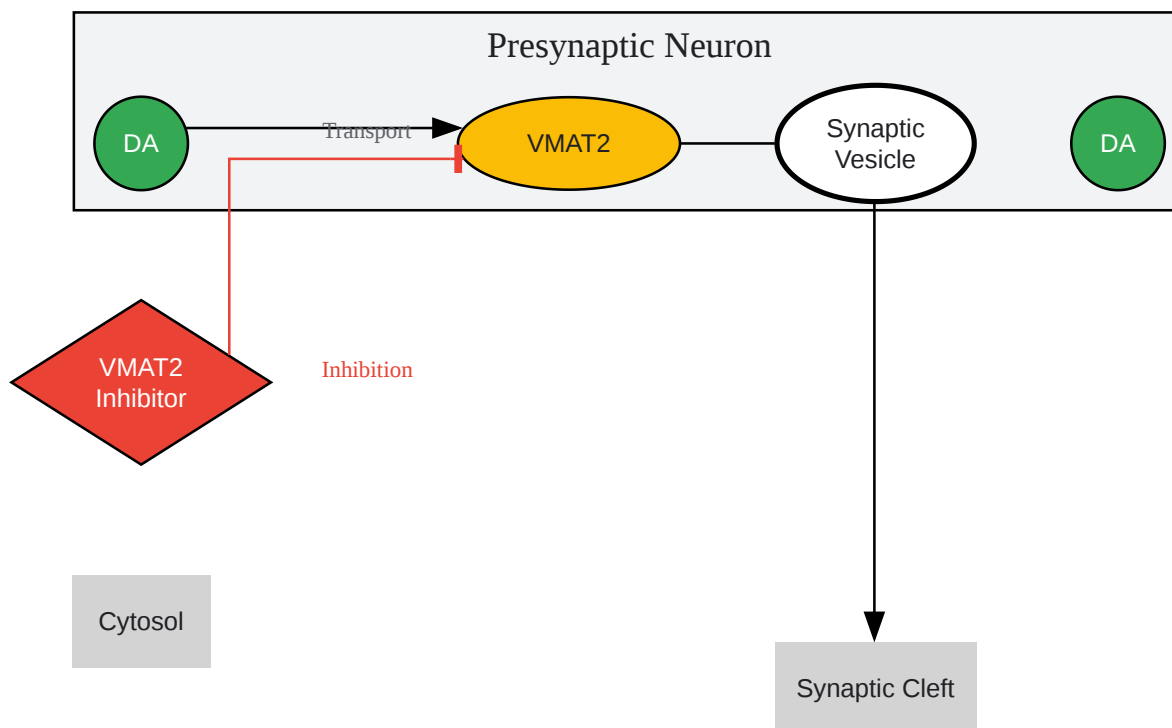 Presynaptic Neuron
DA
Transport
VMAT2
Synaptic
Vesicle
DA
VMAT2
Inhibitor
Inhibition
Cytosol
Synaptic Cleft